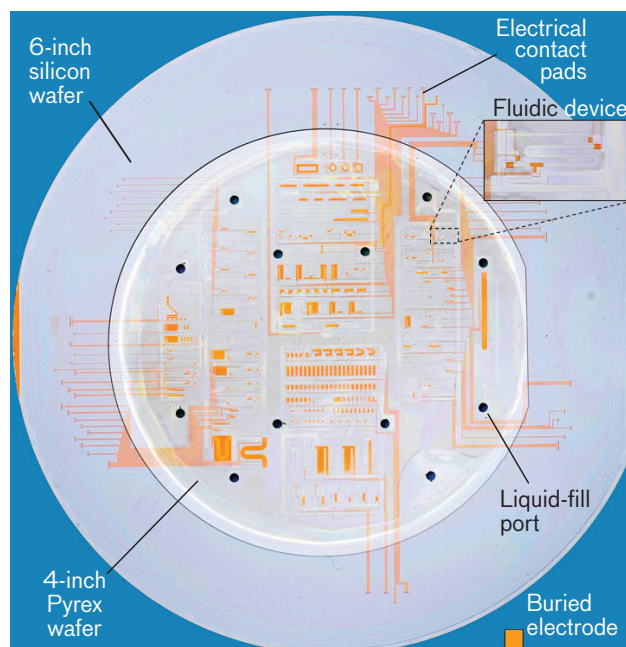 6-inch
silicon
wafer
Electrical
contact
pads
Fluidic device
Liquid-fill
port
4-inch
Pyrex
wafer
Buried
electrode